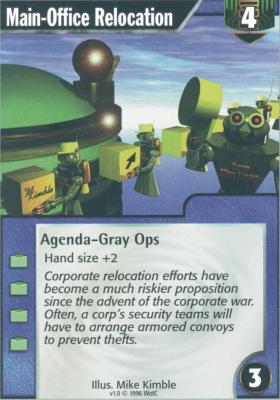 Main-Office Relocation
4
McKimble
Agenda-Gray Ops
Hand size +2
Corporate relocation efforts have
become a much riskier proposition
since the advent of the corporate war.
Often, a corp's security teams will
have to arrange armored convoys
to prevent thefts.
3
Illus. Mike Kimble
v1.0 © 1996 WotC